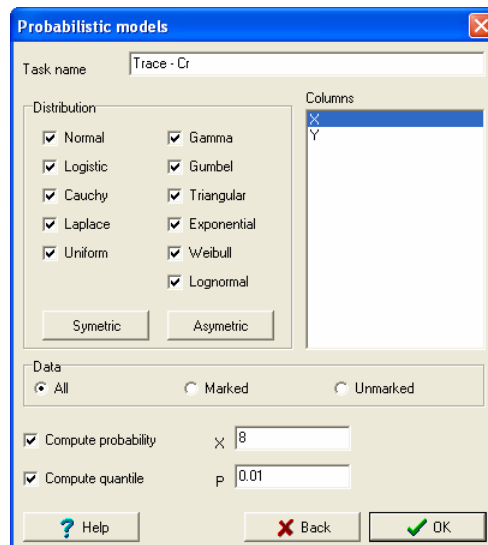 Probabilistic models
Task name Trace - Cr
Distribution
Normal Gamma
Logistic Gumbel
Cauchy Triangular
Laplace Exponential
Uniform Weibull
Lognormal
Symetric Asymetric
Columns
X
Y
Data
All Marked Unmarked
Compute probability X 8
Compute quantile P 0.01
? Help Back OK